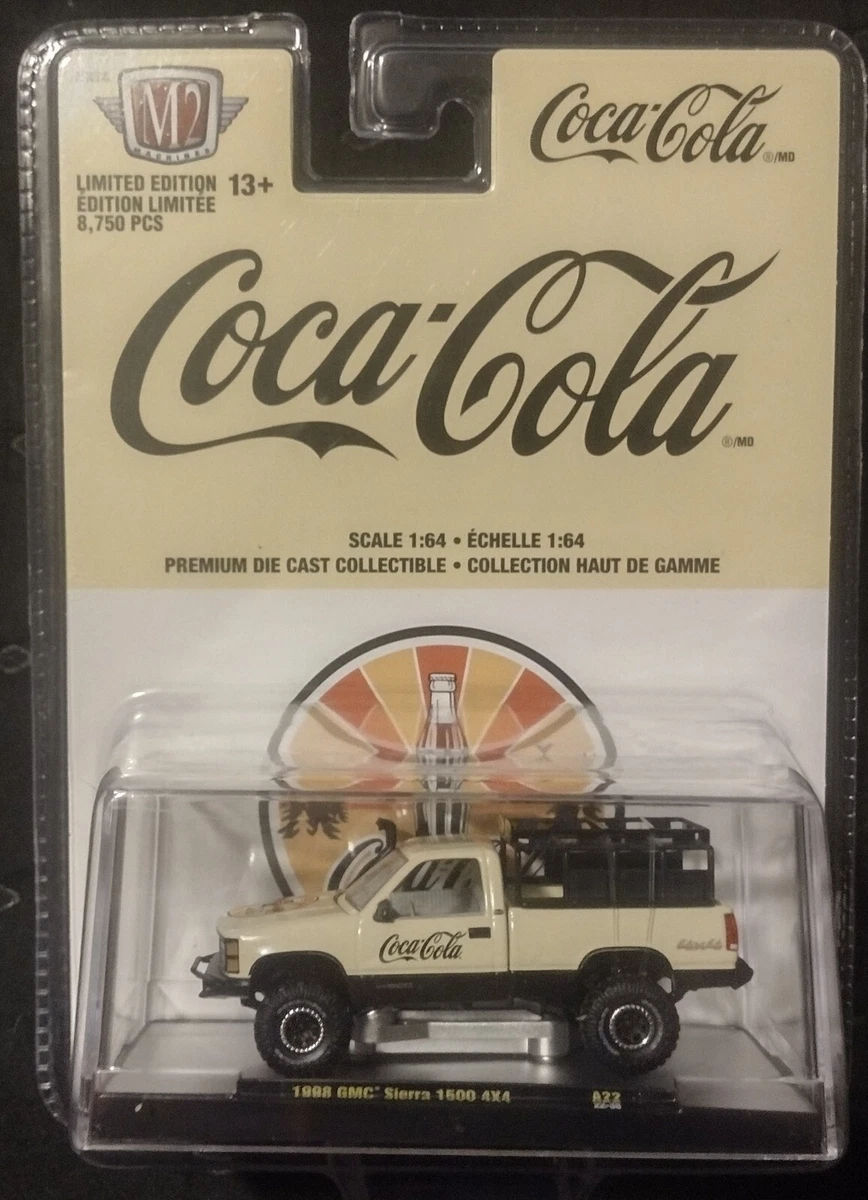 M2
MACHINES
LIMITED EDITION 13+
ÉDITION LIMITÉE
8,750 PCS
Coca-Cola
®/MD
Coca-Cola
®/MD
SCALE 1:64 • ÉCHELLE 1:64
PREMIUM DIE CAST COLLECTIBLE • COLLECTION HAUT DE GAMME
Coca-Cola
1998 GMC Sierra 1500 4X4
A22